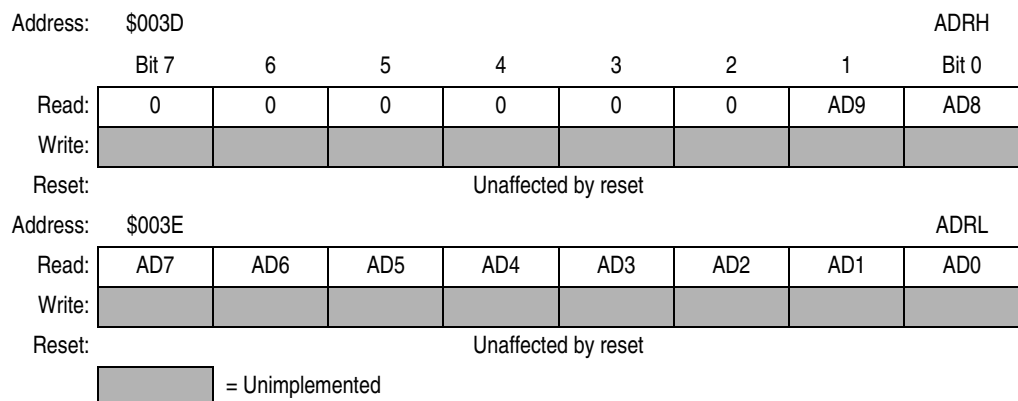 Address: $003D ADRH
Bit 7 6 5 4 3 2 1 Bit 0
Read: 0 0 0 0 0 0 AD9 AD8
Write:
Reset: Unaffected by reset
Address: $003E ADRL
Read: AD7 AD6 AD5 AD4 AD3 AD2 AD1 AD0
Write:
Reset: Unaffected by reset
= Unimplemented